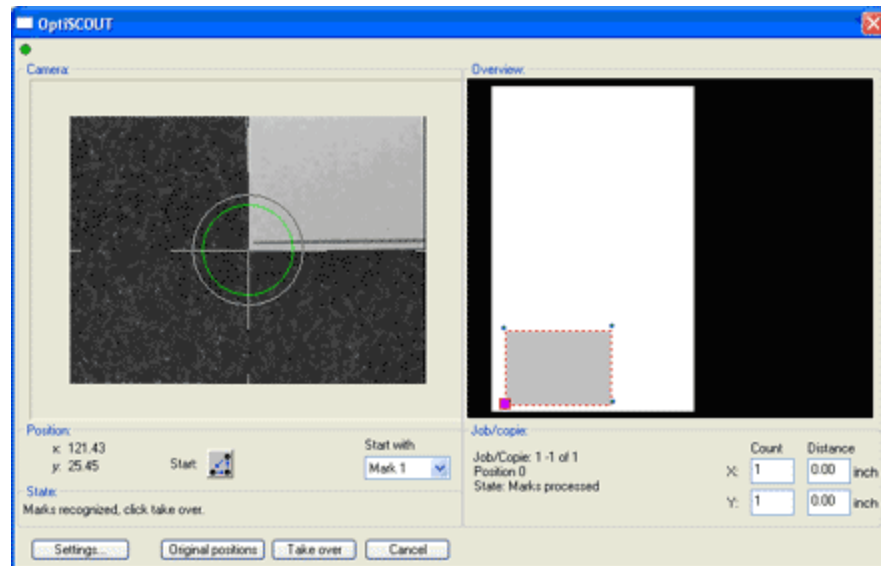 OptiSCOUT
Camera:
Overview:
Position:
x: 121.43
y: 25.45
Start:
Start with
Mark 1
State:
Marks recognized, click take over.
Job/copie:
Job/Copie: 1 -1 of 1
Position 0
State: Marks processed
Count Distance
X: 1 0.00 inch
Y: 1 0.00 inch
Settings... Original positions Take over Cancel